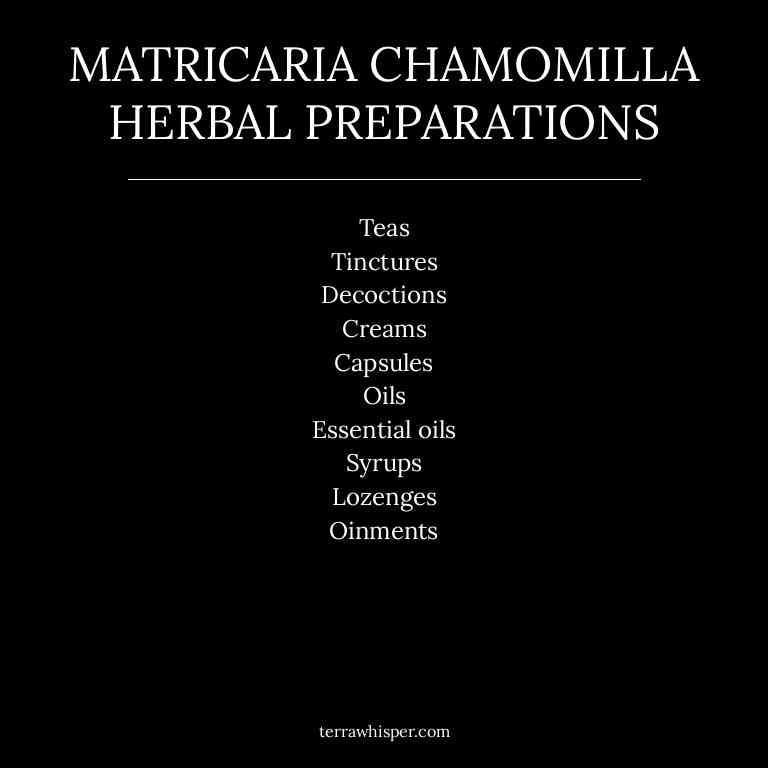 MATRICARIA CHAMOMILLA
HERBAL PREPARATIONS
Teas
Tinctures
Decoctions
Creams
Capsules
Oils
Essential oils
Syrups
Lozenges
Oinments
terrawhisper.com